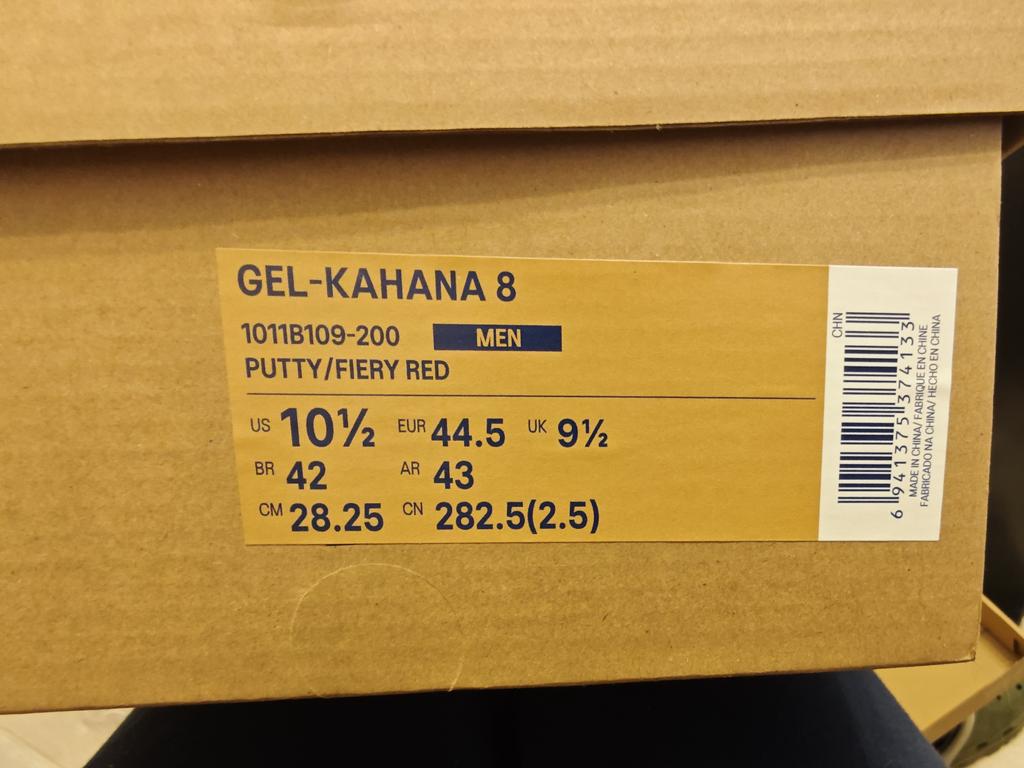 GEL-KAHANA 8
1011B109-200 MEN
PUTTY/FIERY RED
US 10½ EUR 44.5 UK 9½
BR 42 AR 43
CM 28.25 CN 282.5(2.5)
CHN
6 941375 374133
MADE IN CHINA/ FABRIQUE EN CHINE
FABRICADO NA CHINA/ HECHO EN CHINA